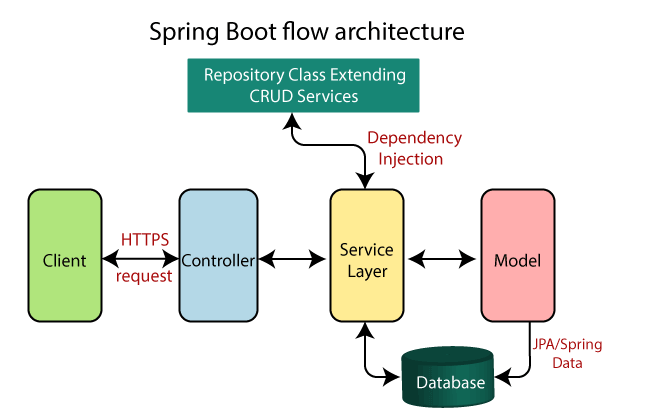 Spring Boot flow architecture
Repository Class Extending
CRUD Services
Dependency
Injection
Client
HTTPS
request
Controller
Service
Layer
Model
JPA/Spring
Data
Database